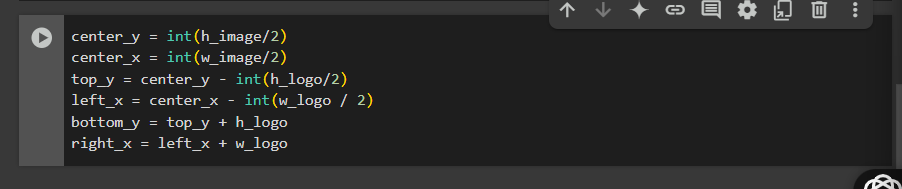 center_y = int(h_image/2)
center_x = int(w_image/2)
top_y = center_y - int(h_logo/2)
left_x = center_x - int(w_logo / 2)
bottom_y = top_y + h_logo
right_x = left_x + w_logo